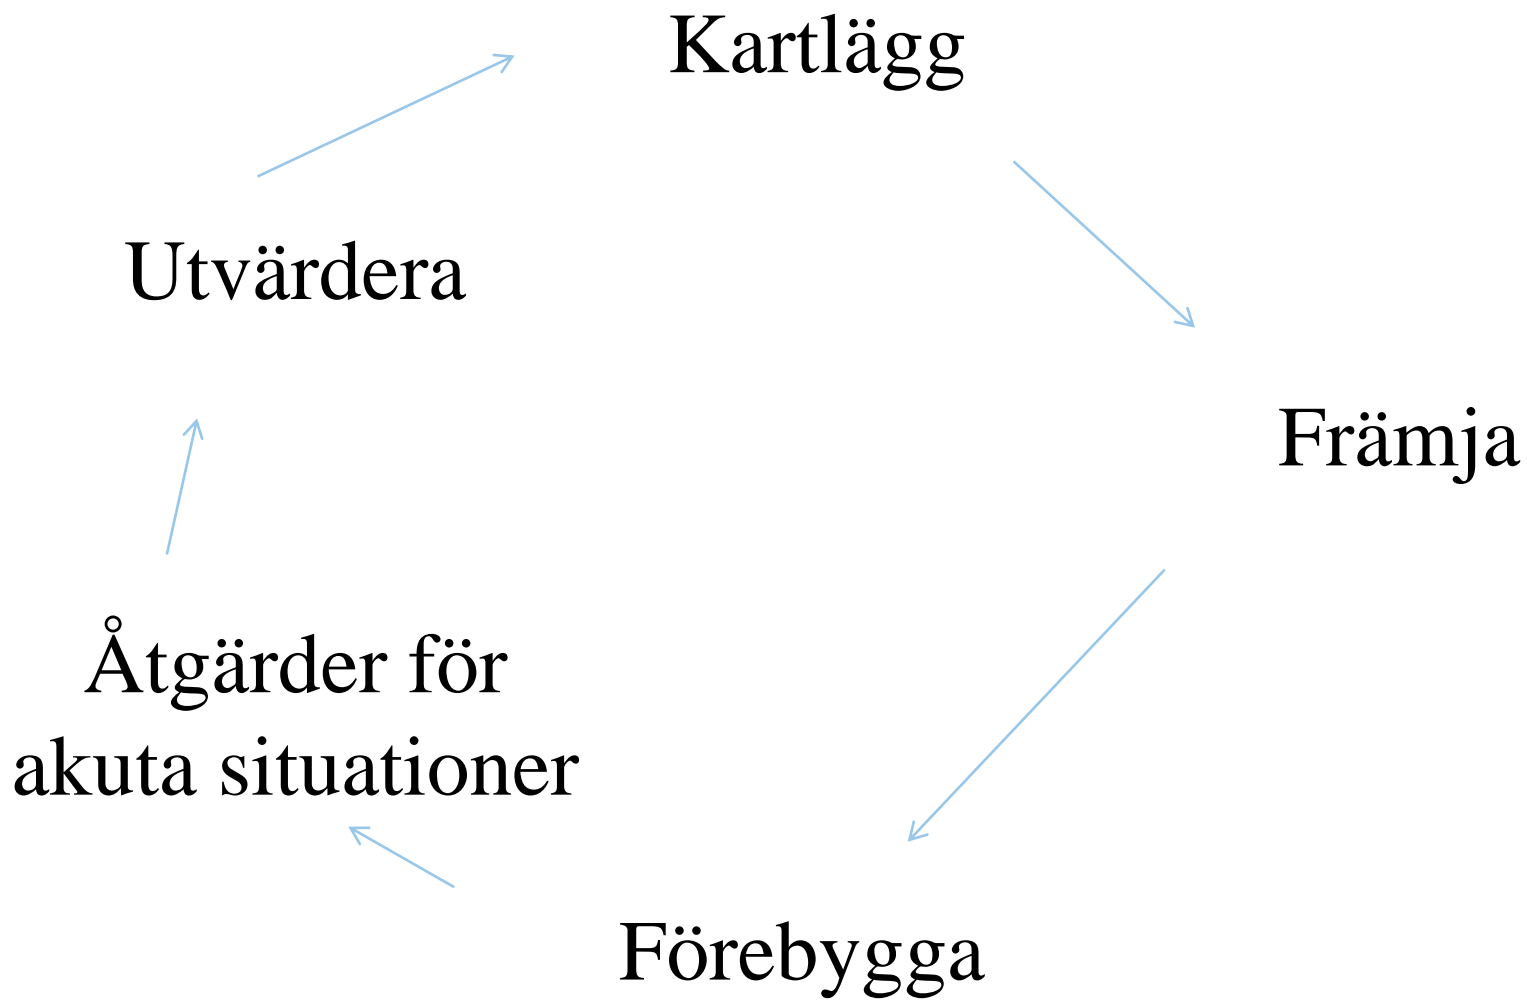 Kartlägg
Främja
Förebygga
Åtgärder för
akuta situationer
Utvärdera